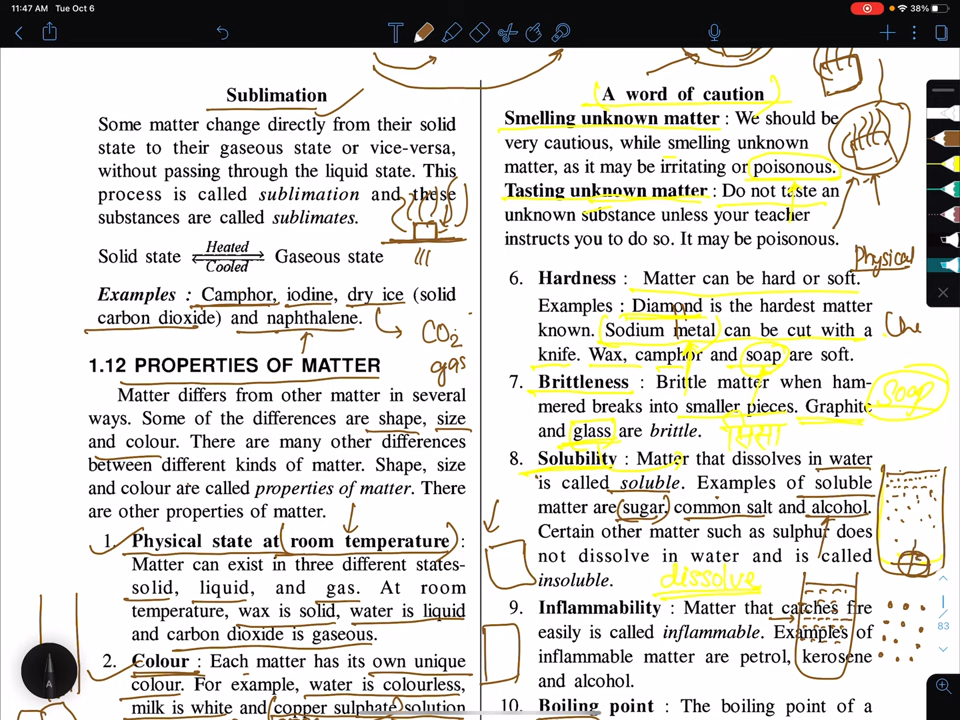 11:47 AM Tue Oct 6
38%
Sublimation
Some matter change directly from their solid
state to their gaseous state or vice-versa,
without passing through the liquid state. This
process is called sublimation and these
substances are called sublimates.
Heated
Solid state Gaseous state
Cooled
Examples : Camphor, iodine, dry ice (solid
carbon dioxide) and naphthalene.
CO2
gas
1.12 PROPERTIES OF MATTER
Matter differs from other matter in several
ways. Some of the differences are shape, size
and colour. There are many other differences
between different kinds of matter. Shape, size
and colour are called properties of matter. There
are other properties of matter.
1. Physical state at room temperature :
Matter can exist in three different states-
solid, liquid, and gas. At room
temperature, wax is solid, water is liquid
and carbon dioxide is gaseous.
2. Colour : Each matter has its own unique
colour. For example, water is colourless,
milk is white and copper sulphate solution
A word of caution
Smelling unknown matter : We should be
very cautious, while smelling unknown
matter, as it may be irritating or poisonous.
Tasting unknown matter : Do not taste an
unknown substance unless your teacher
instructs you to do so. It may be poisonous.
Physical
6. Hardness : Matter can be hard or soft.
Examples : Diamond is the hardest matter
known. Sodium metal can be cut with a
Che
knife. Wax, camphor and soap are soft.
7. Brittleness : Brittle matter when ham-
mered breaks into smaller pieces. Graphite
soap
and glass are brittle.
सिसा
8. Solubility : Matter that dissolves in water
is called soluble. Examples of soluble
matter are sugar, common salt and alcohol.
Certain other matter such as sulphur does
not dissolve in water and is called
insoluble.
dissolve
9. Inflammability : Matter that catches fire
easily is called inflammable. Examples of
inflammable matter are petrol, kerosene
and alcohol.
10. Boiling point : The boiling point of a
1
83
A